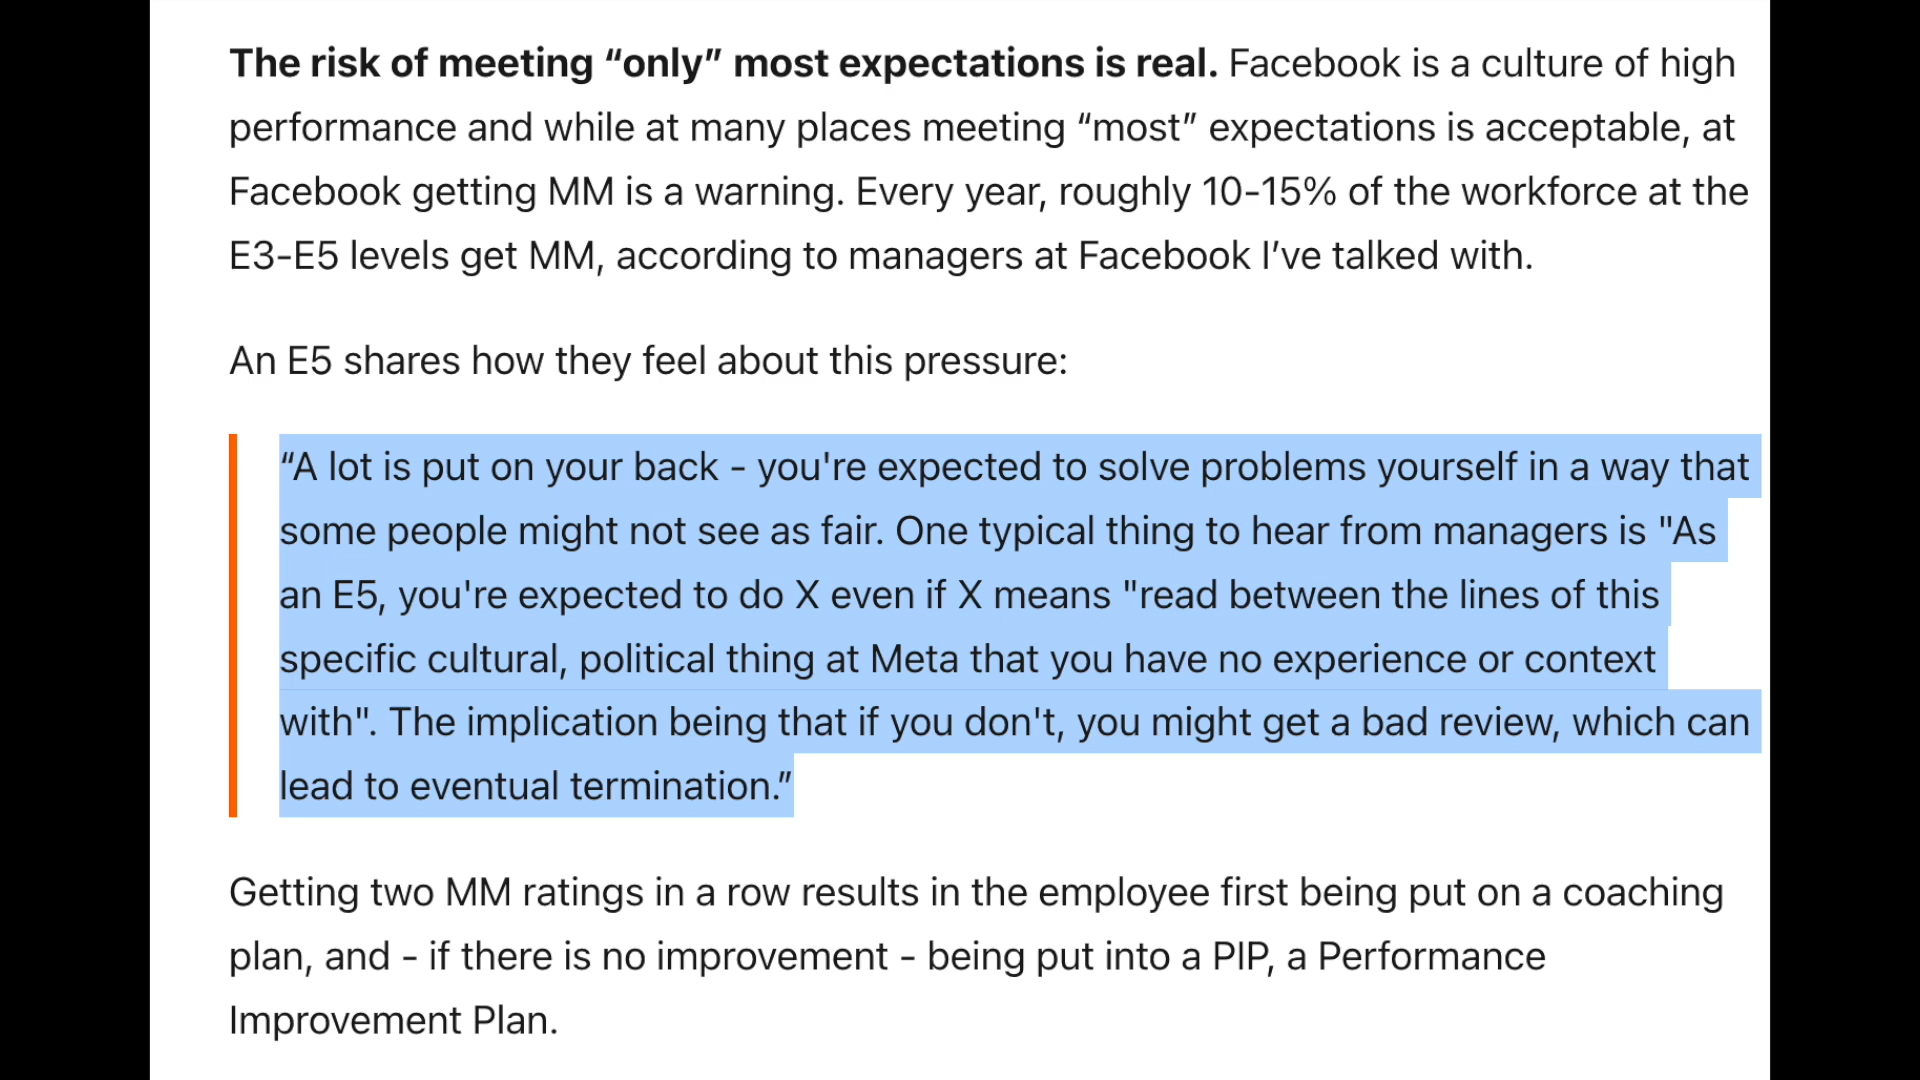 The risk of meeting “only” most expectations is real. Facebook is a culture of high
performance and while at many places meeting “most” expectations is acceptable, at
Facebook getting MM is a warning. Every year, roughly 10-15% of the workforce at the
E3-E5 levels get MM, according to managers at Facebook I’ve talked with.
An E5 shares how they feel about this pressure:
“A lot is put on your back - you're expected to solve problems yourself in a way that
some people might not see as fair. One typical thing to hear from managers is "As
an E5, you're expected to do X even if X means "read between the lines of this
specific cultural, political thing at Meta that you have no experience or context
with". The implication being that if you don't, you might get a bad review, which can
lead to eventual termination.”
Getting two MM ratings in a row results in the employee first being put on a coaching
plan, and - if there is no improvement - being put into a PIP, a Performance
Improvement Plan.